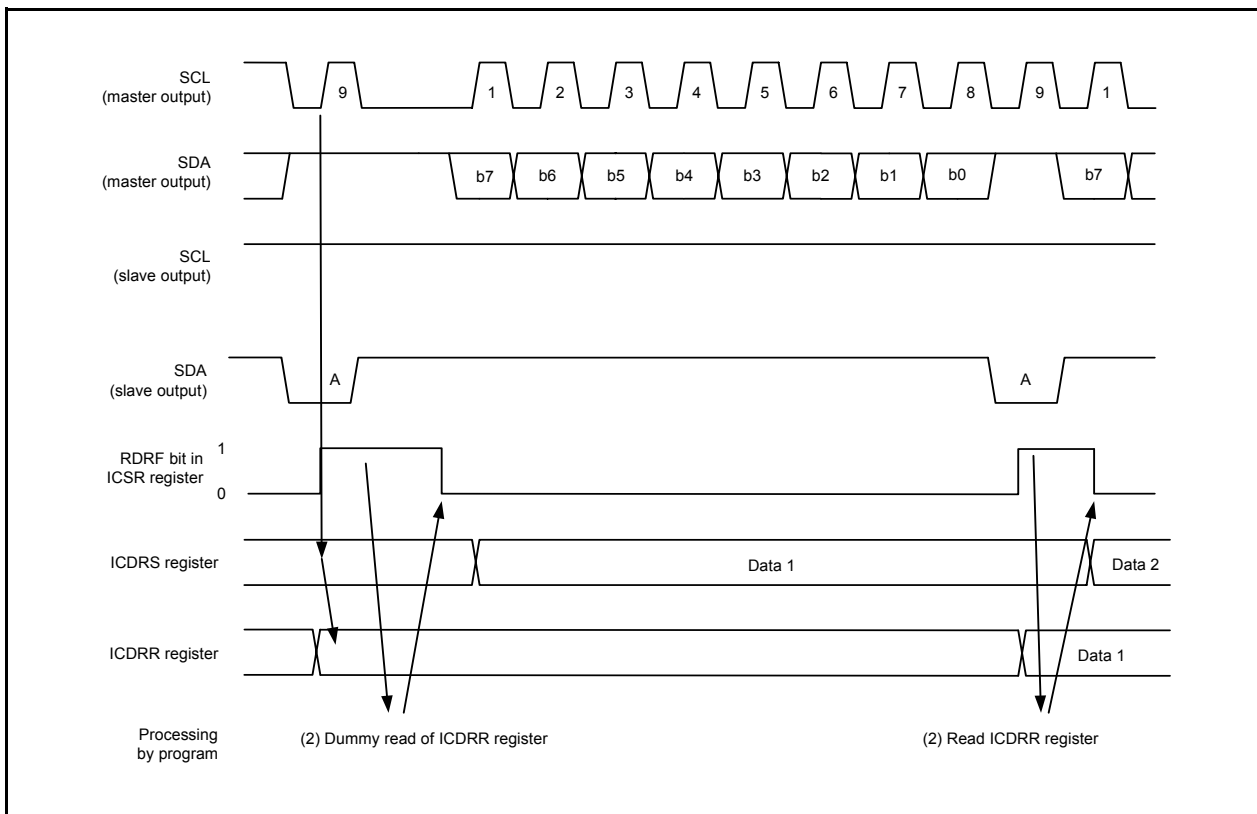 SCL
(master output)
9
1
2
3
4
5
6
7
8
9
1
SDA
(master output)
b7
b6
b5
b4
b3
b2
b1
b0
b7
SCL
(slave output)
SDA
(slave output)
A
A
RDRF bit in
ICSR register
1
0
ICDRS register
Data 1
Data 2
ICDRR register
Data 1
Processing
by program
(2) Dummy read of ICDRR register
(2) Read ICDRR register